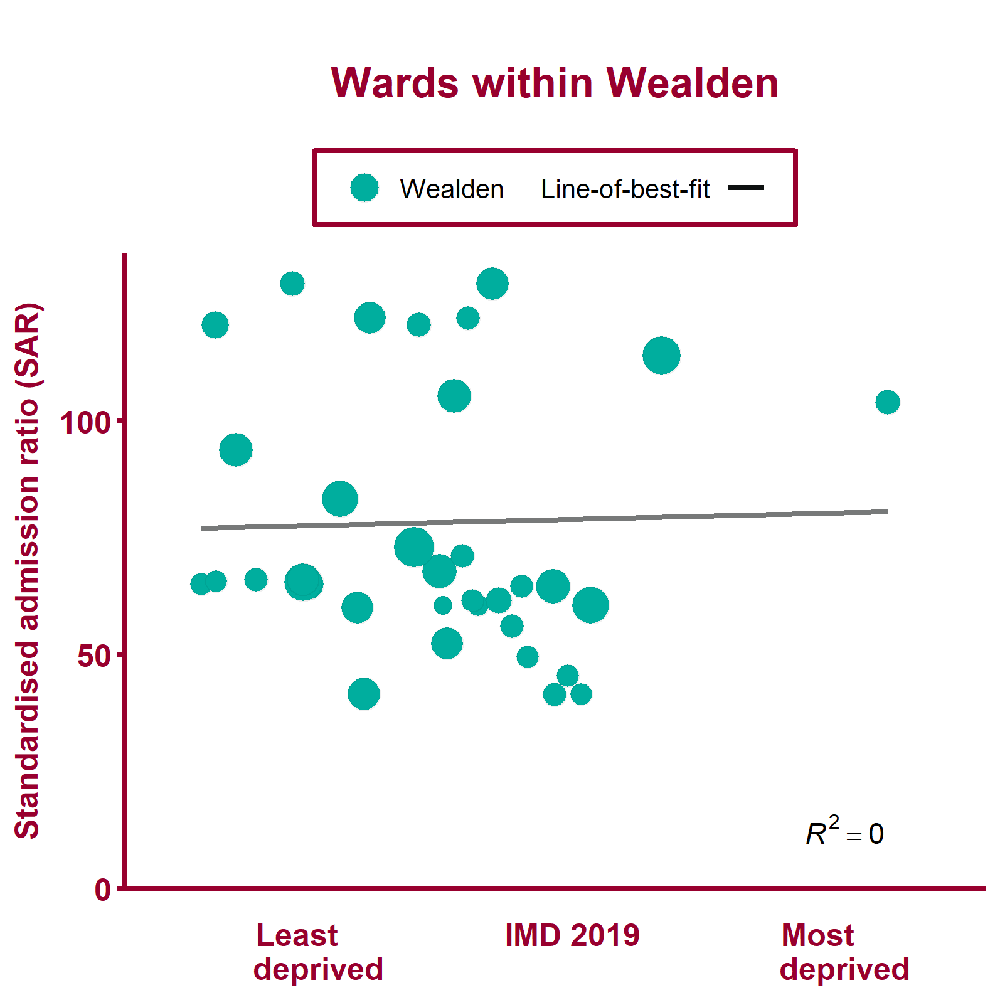 Wards within Wealden
Wealden Line-of-best-fit
Standardised admission ratio (SAR)
100
50
0
R² = 0
Least deprived
IMD 2019
Most deprived